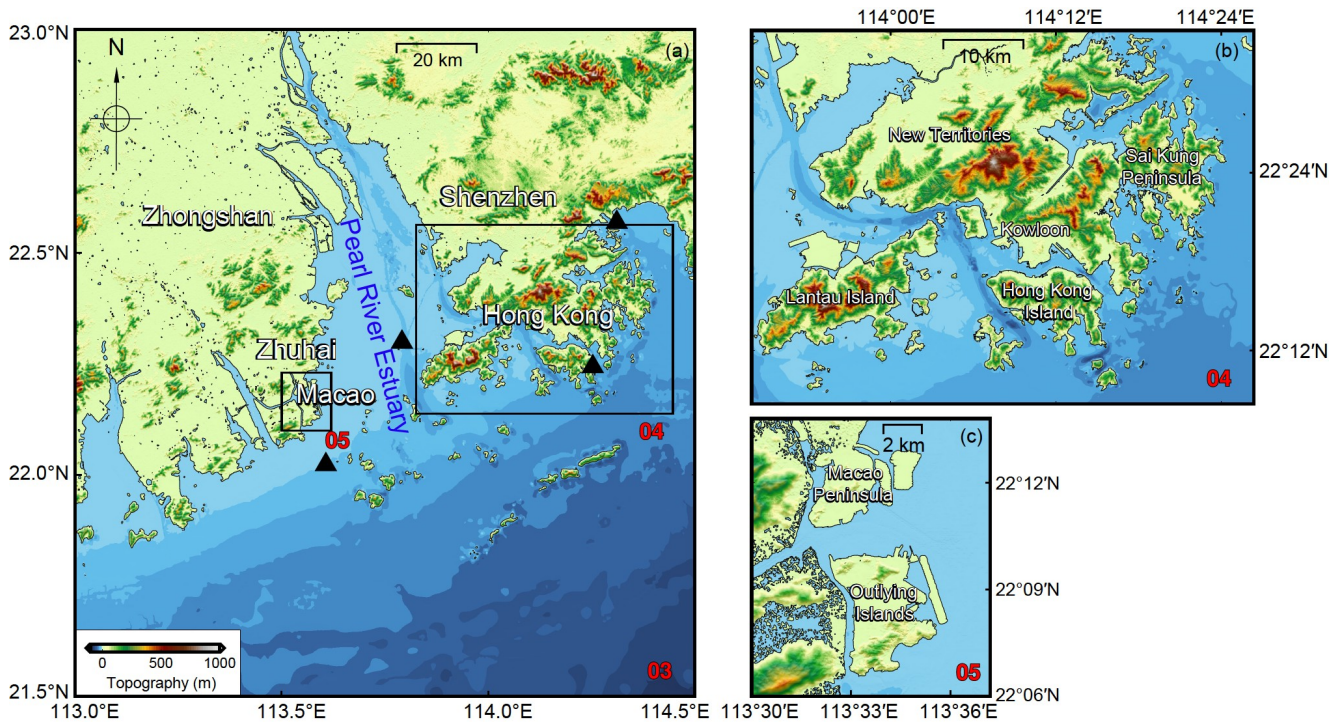 23.0°N
22.5°N
22.0°N
21.5°N
113.0°E
113.5°E
114.0°E
114.5°E
N
20 km
(a)
Zhongshan
Shenzhen
Pearl River Estuary
Hong Kong
Zhuhai
Macao
05
04
03
0 500 1000
Topography (m)
114°00'E
114°12'E
114°24'E
10 km
(b)
New Territories
Sai Kung
Peninsula
22°24'N
Kowloon
Lantau Island
Hong Kong
Island
22°12'N
04
(c)
2 km
Macao
Peninsula
22°12'N
22°09'N
Outlying
Islands
05
22°06'N
113°30'E
113°33'E
113°36'E